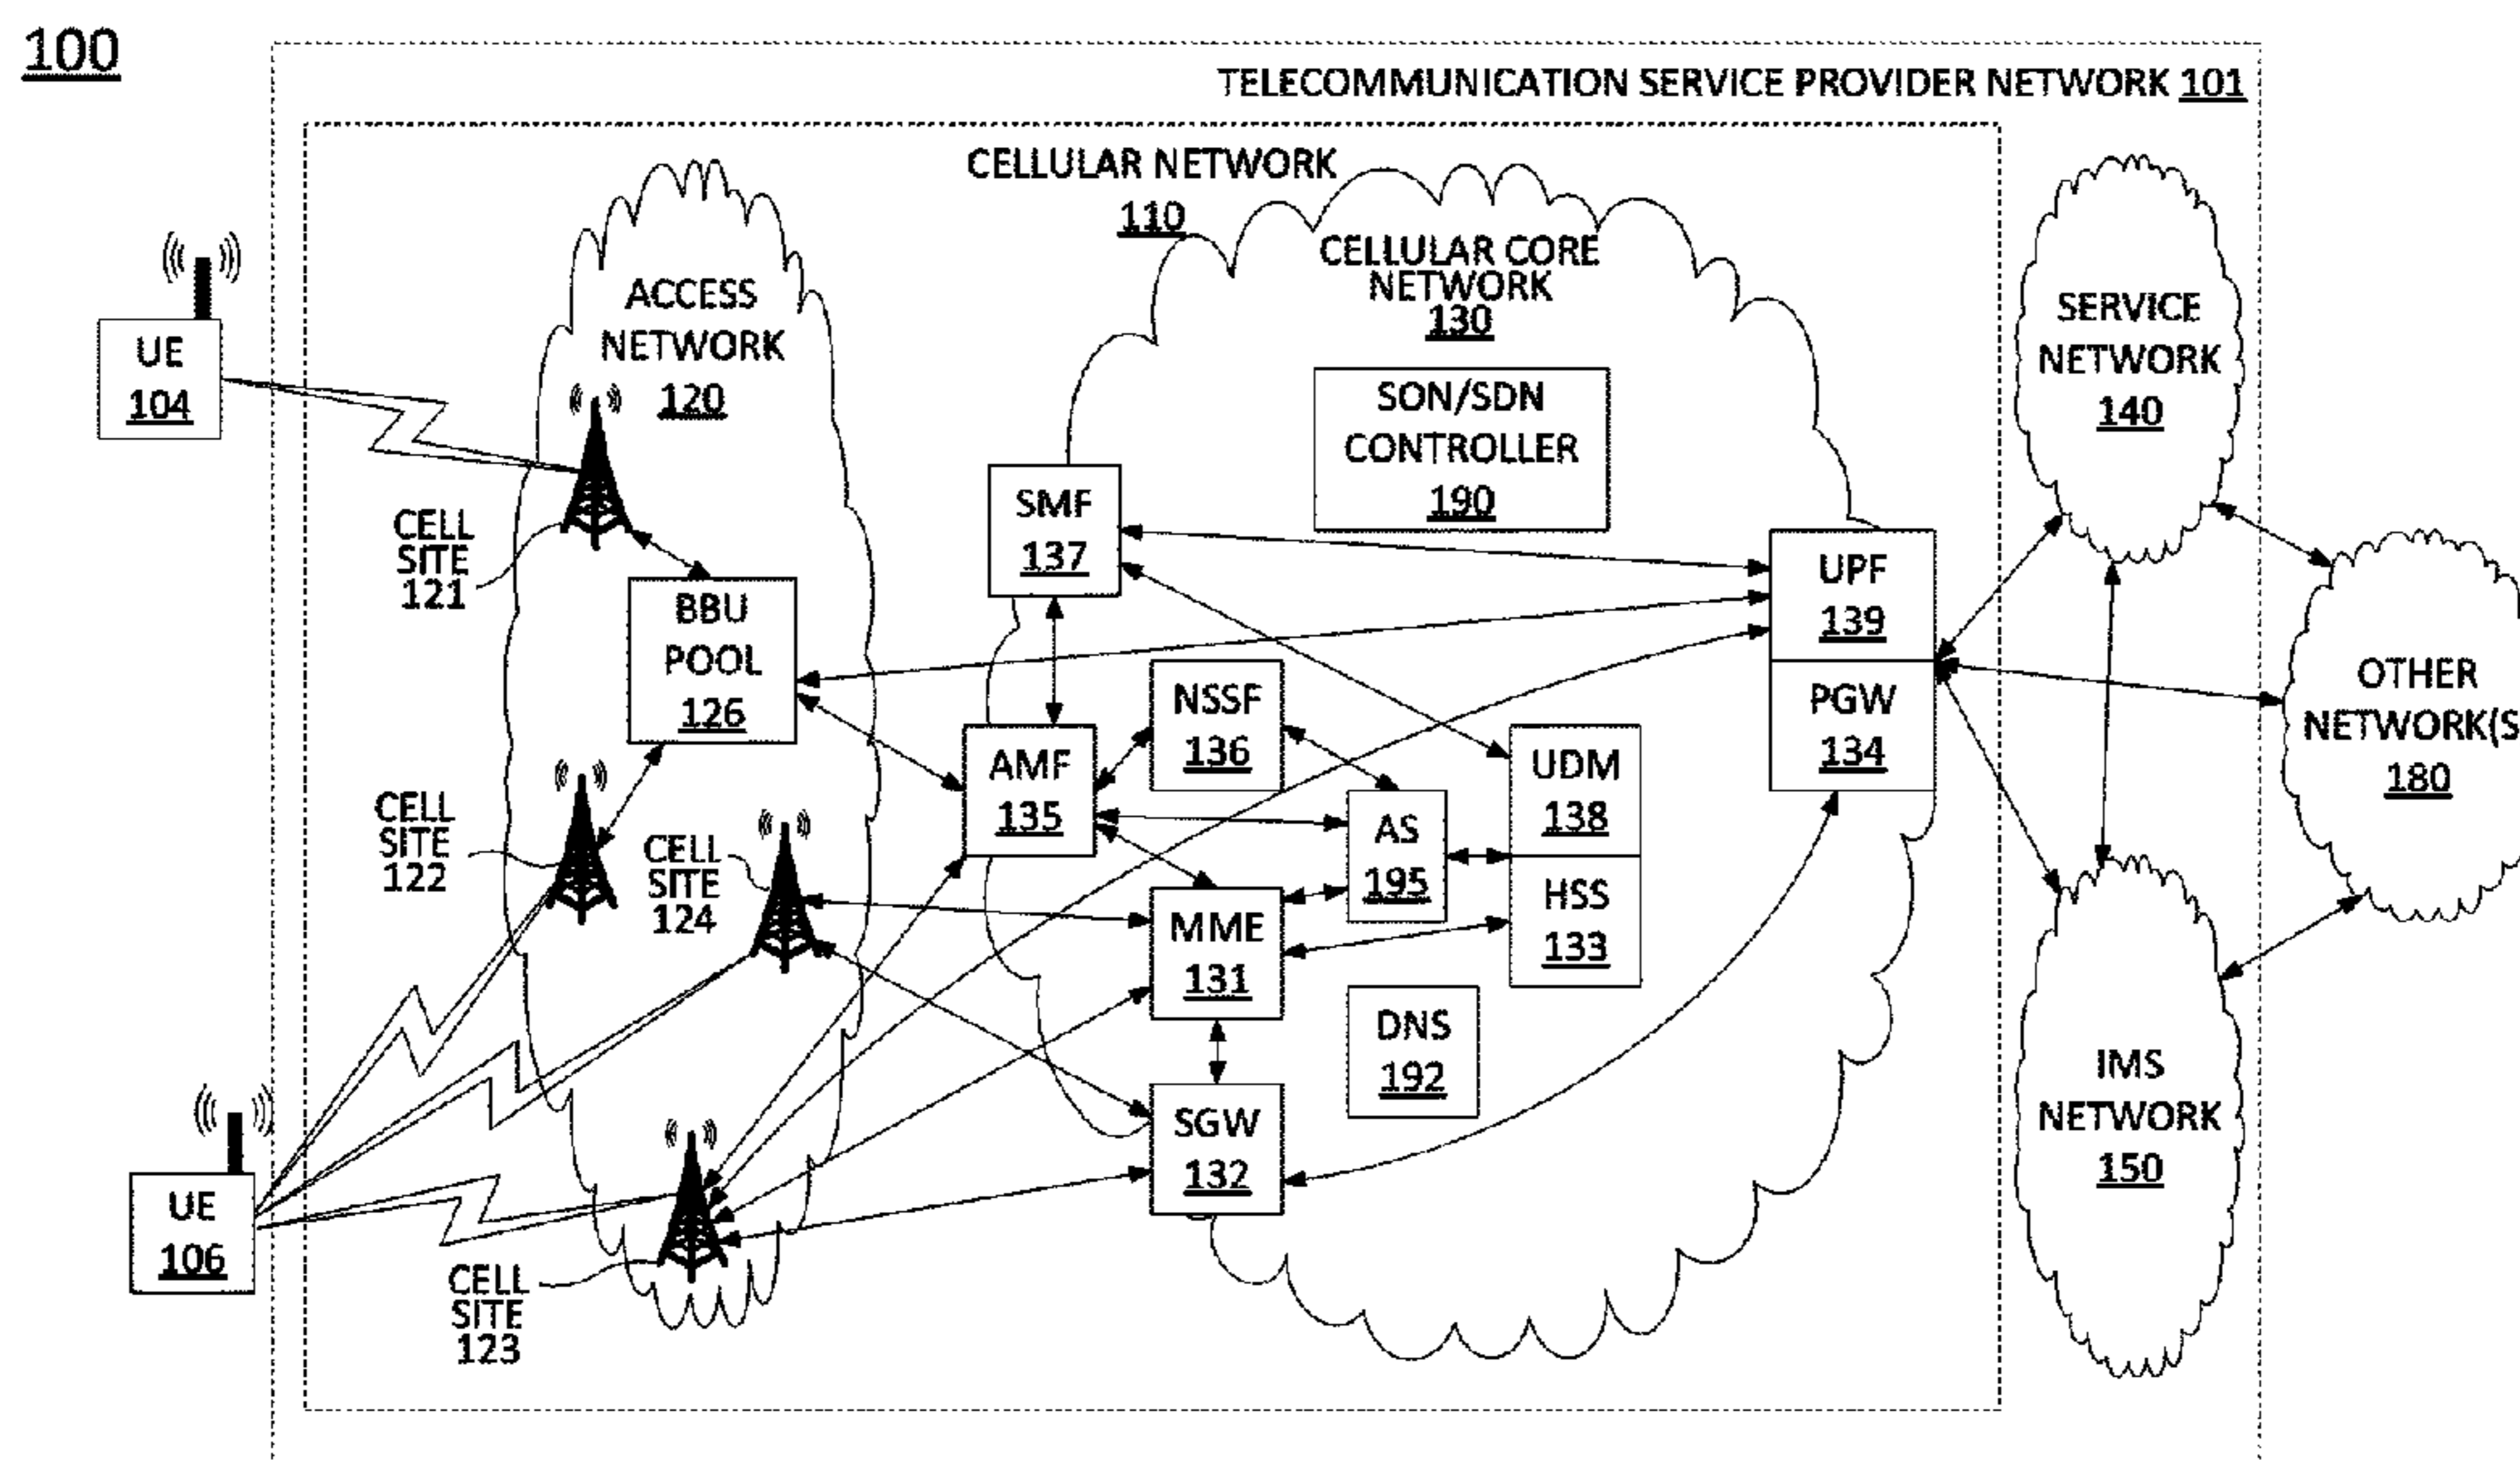 100
TELECOMMUNICATION SERVICE PROVIDER NETWORK 101
CELLULAR NETWORK
110
ACCESS
NETWORK
120
CELLULAR CORE
NETWORK
130
SERVICE
NETWORK
140
UE
104
SON/SDN
CONTROLLER
190
CELL
SITE
121
SMF
137
BBU
POOL
126
UPF
139
PGW
134
OTHER
NETWORK(S
180
NSSF
136
AMF
135
UDM
138
AS
195
HSS
133
CELL
SITE
122
CELL
SITE
124
MME
131
DNS
192
SGW
132
IMS
NETWORK
150
UE
106
CELL
SITE
123